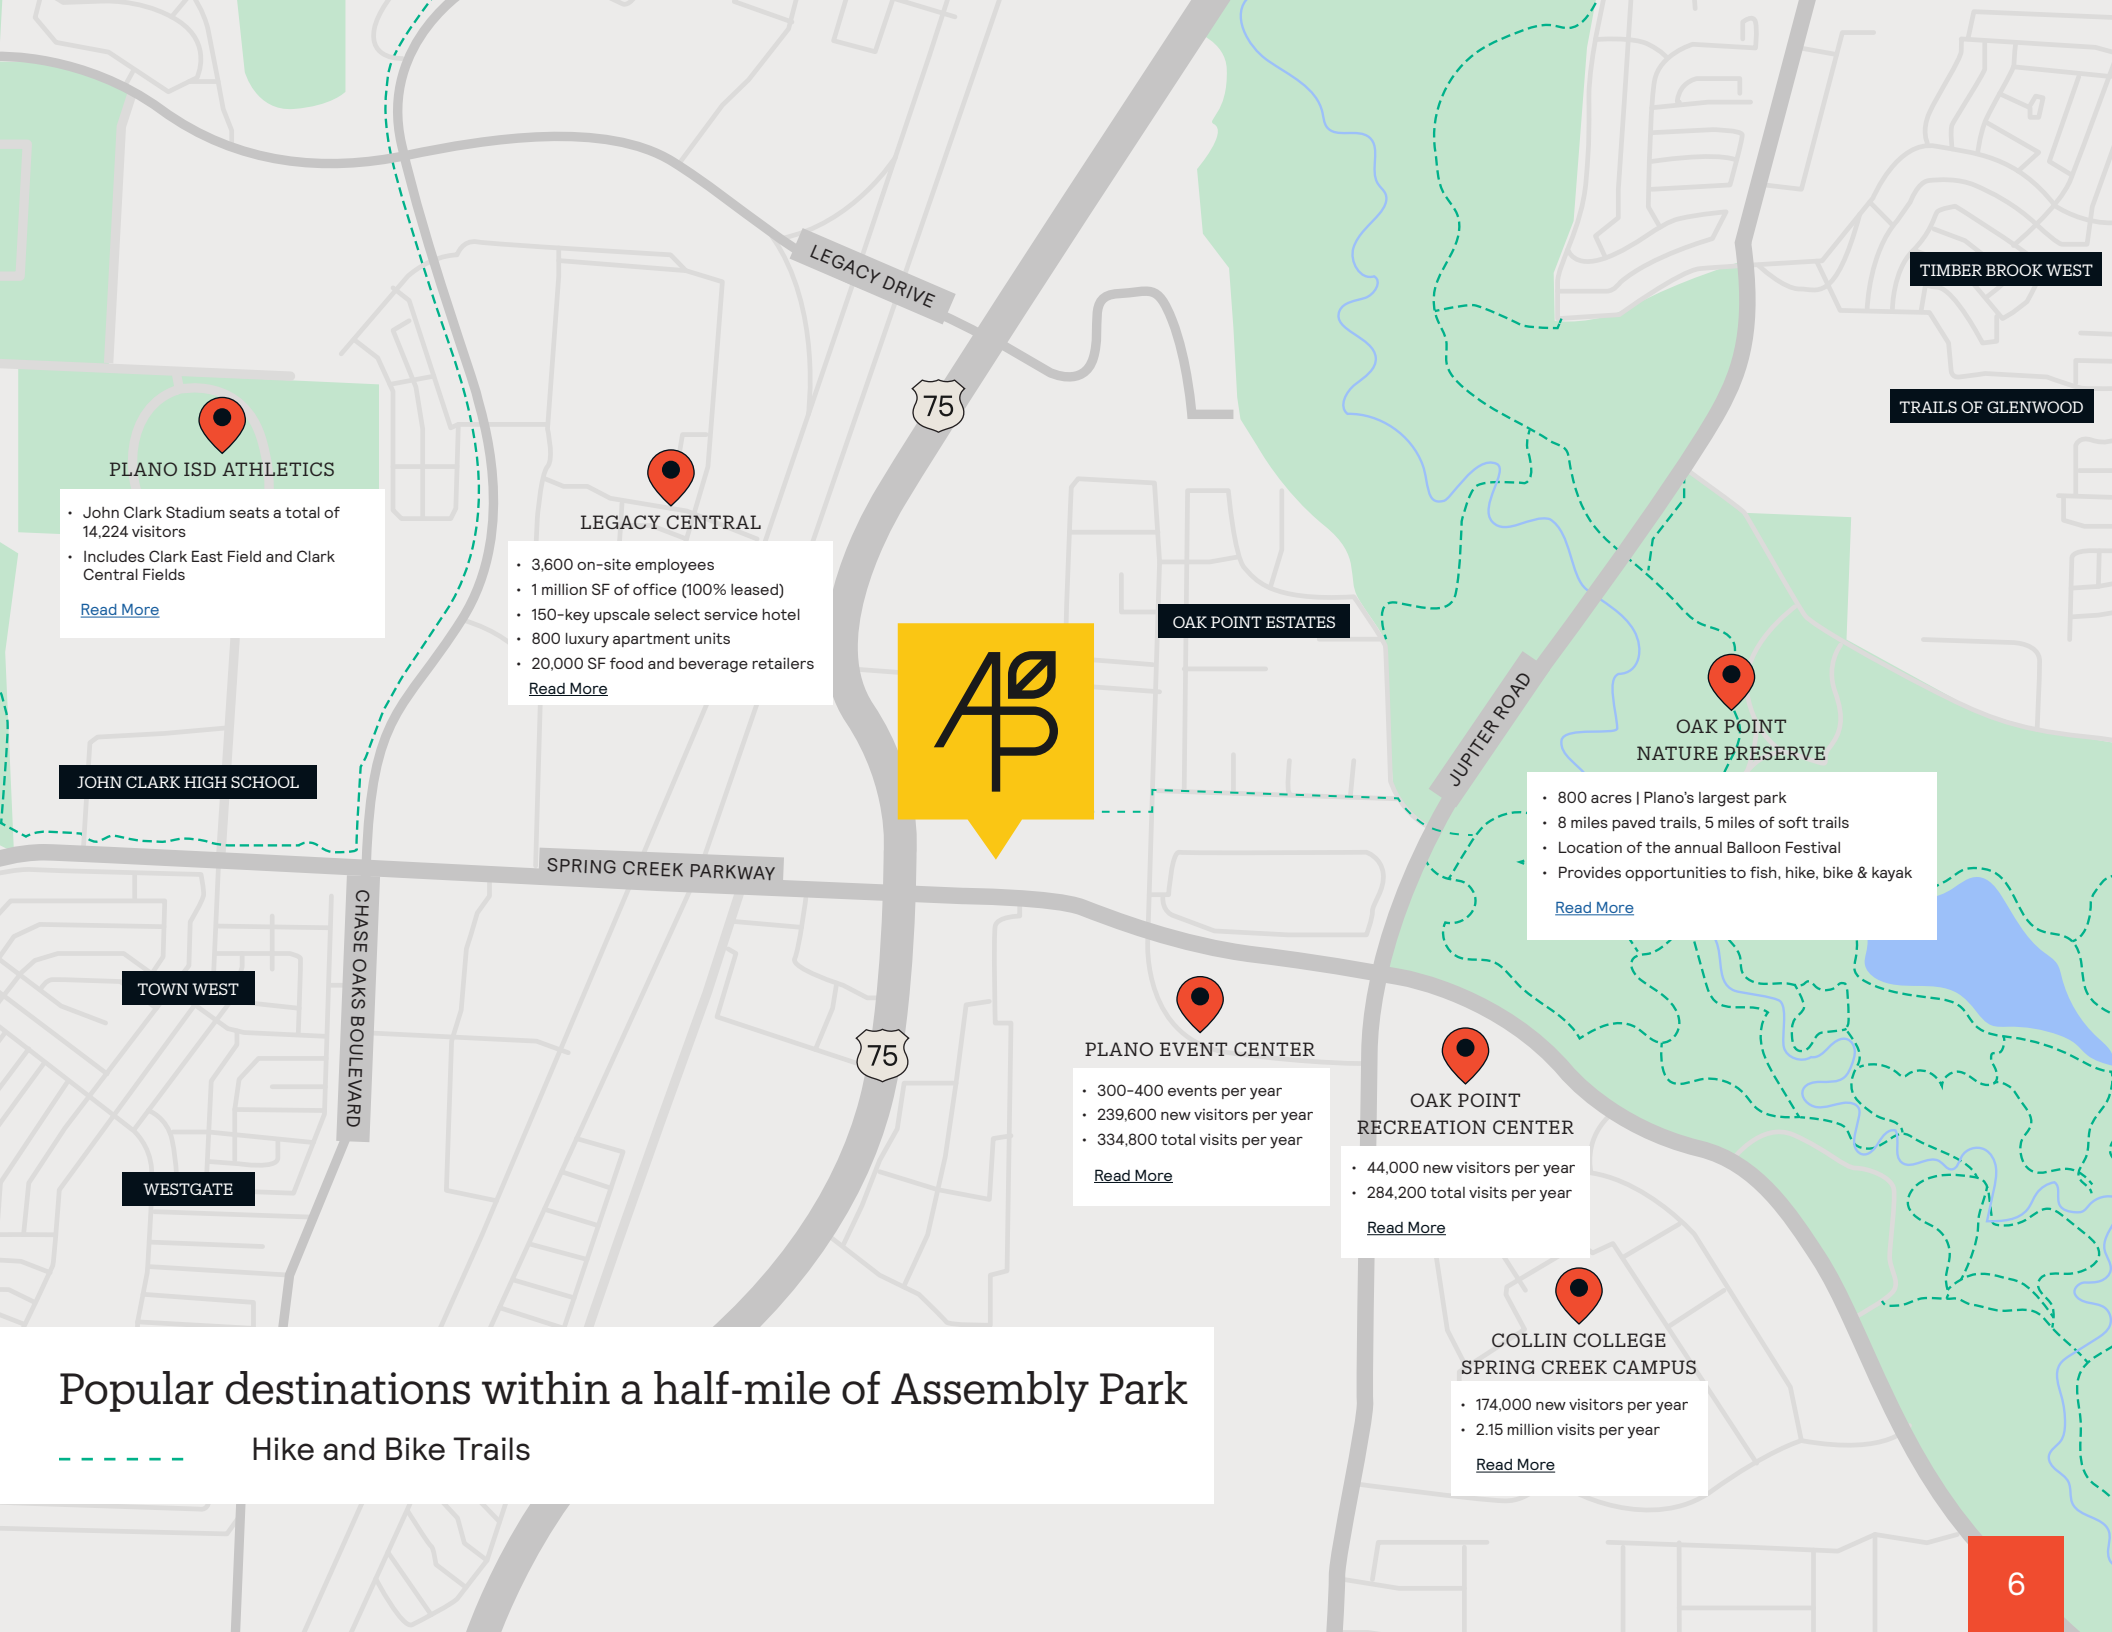 LEGACY DRIVE
TIMBER BROOK WEST
TRAILS OF GLENWOOD
75
PLANO ISD ATHLETICS
• John Clark Stadium seats a total of
14,224 visitors
• Includes Clark East Field and Clark
Central Fields
Read More
LEGACY CENTRAL
• 3,600 on-site employees
• 1 million SF of office (100% leased)
• 150-key upscale select service hotel
• 800 luxury apartment units
• 20,000 SF food and beverage retailers
Read More
OAK POINT ESTATES
AP
JUPITER ROAD
OAK POINT
NATURE PRESERVE
• 800 acres | Plano’s largest park
• 8 miles paved trails, 5 miles of soft trails
• Location of the annual Balloon Festival
• Provides opportunities to fish, hike, bike & kayak
Read More
JOHN CLARK HIGH SCHOOL
SPRING CREEK PARKWAY
CHASE OAKS BOULEVARD
TOWN WEST
WESTGATE
75
PLANO EVENT CENTER
• 300-400 events per year
• 239,600 new visitors per year
• 334,800 total visits per year
Read More
OAK POINT
RECREATION CENTER
• 44,000 new visitors per year
• 284,200 total visits per year
Read More
COLLIN COLLEGE
SPRING CREEK CAMPUS
• 174,000 new visitors per year
• 2.15 million visits per year
Read More
Popular destinations within a half-mile of Assembly Park
Hike and Bike Trails
6